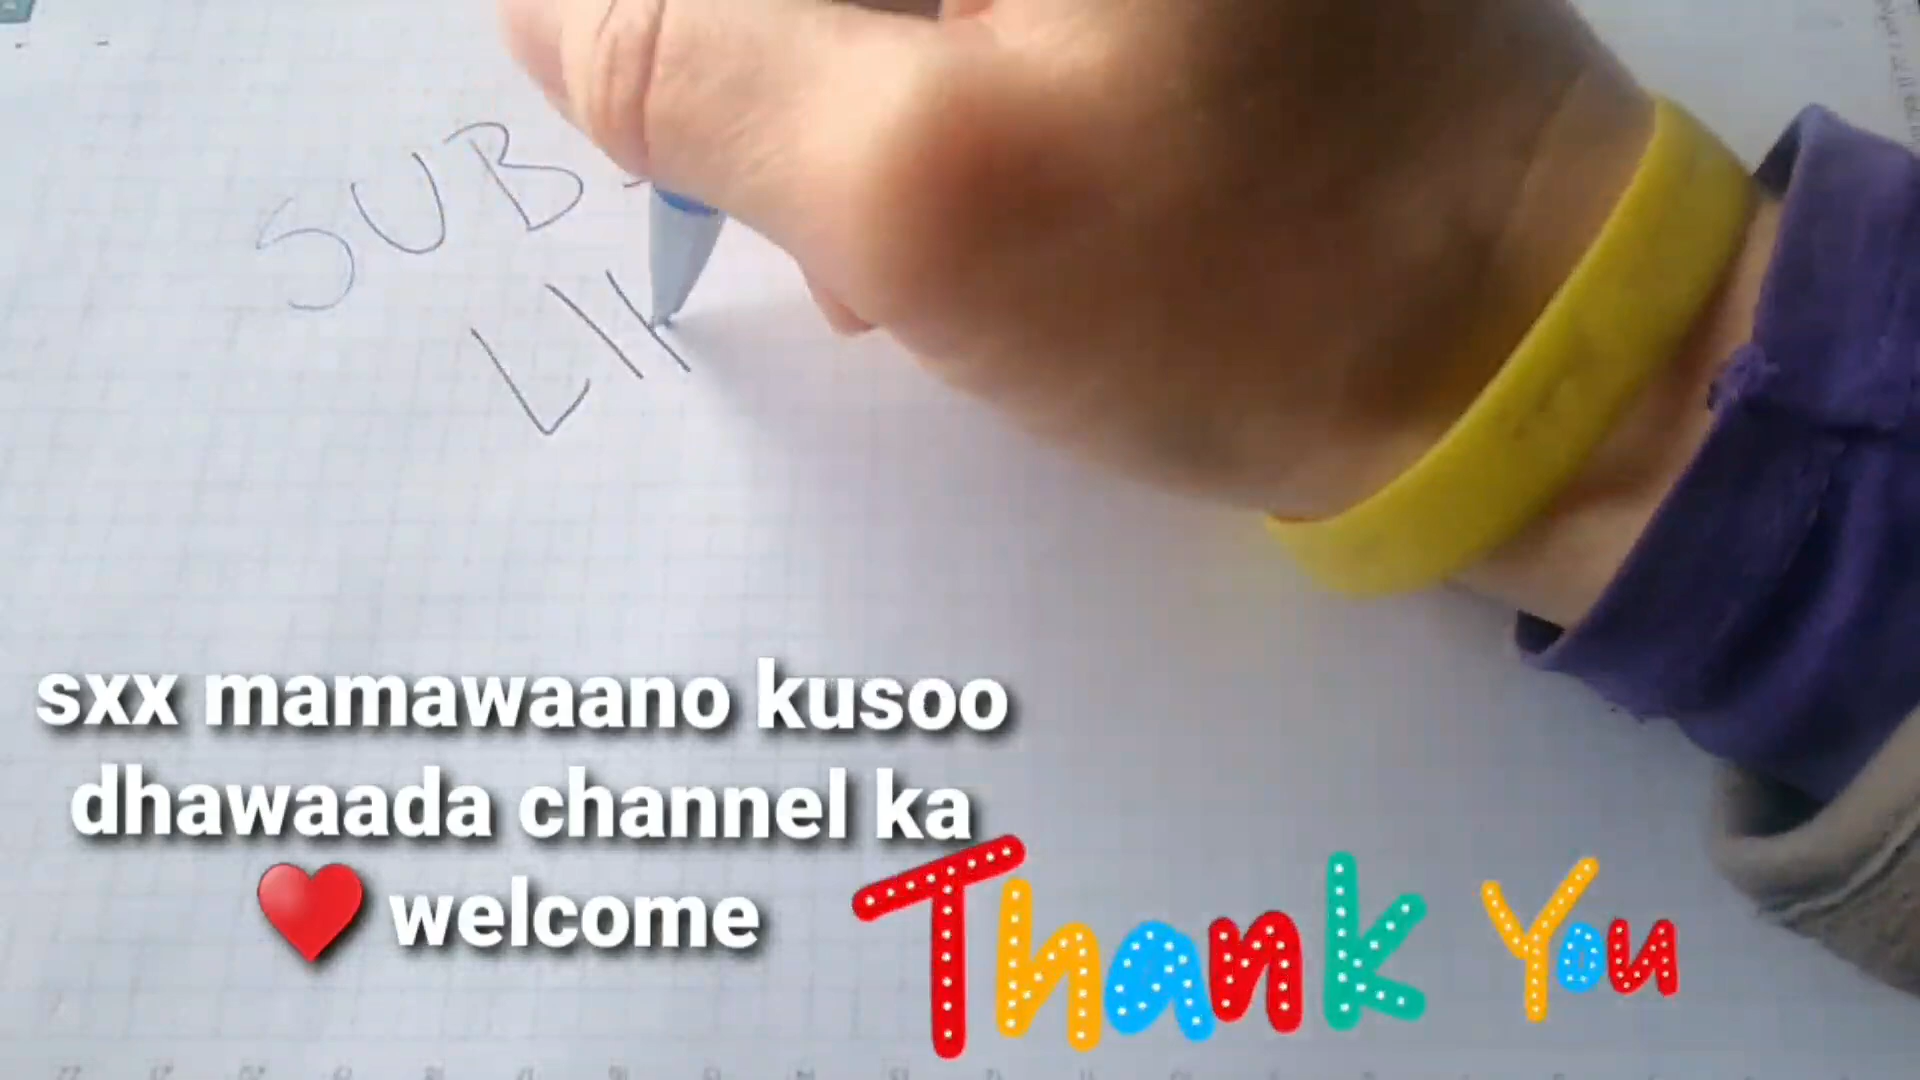 SUB
LIK
sxx mamawaano kusoo
dhawaada channel ka
❤️ welcome
Thank You